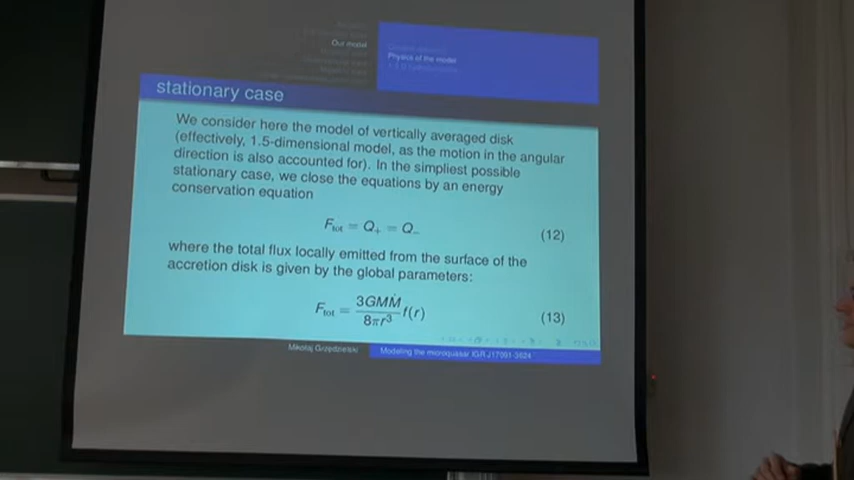 Our model
Physics of the model
stationary case
We consider here the model of vertically averaged disk
(effectively, 1.5-dimensional model, as the motion in the angular
direction is also accounted for). In the simpliest possible
stationary case, we close the equations by an energy
conservation equation
F_tot = Q_+ = Q_- (12)
where the total flux locally emitted from the surface of the
accretion disk is given by the global parameters:
F_tot = 3GMṀ / 8πr³ f(r) (13)
Mikołaj Grzędzielski
Modeling the microquasar IGR J17091-3624